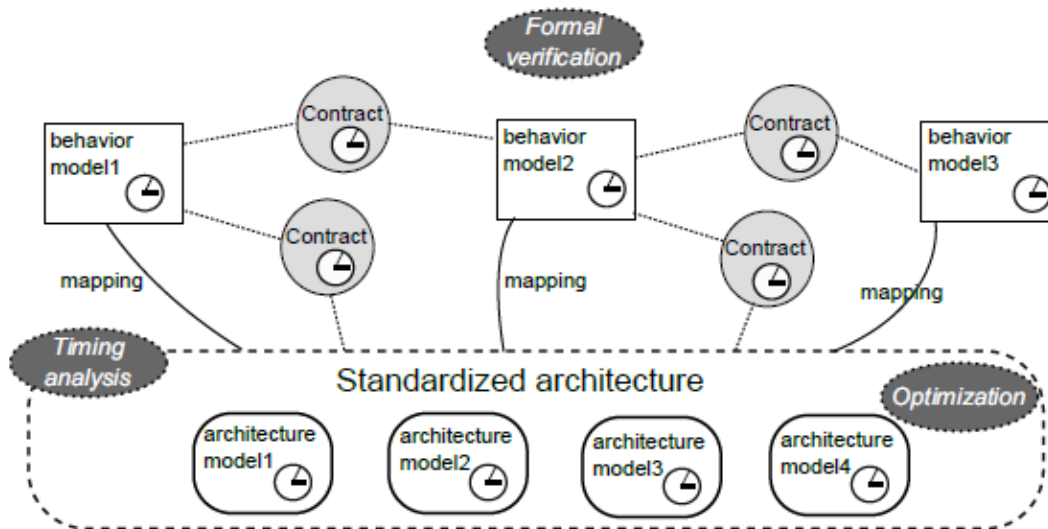 Formal
verification
Contract
Contract
behavior
model1
behavior
model2
behavior
model3
Contract
Contract
mapping
mapping
mapping
Timing
analysis
Standardized architecture
Optimization
architecture
model1
architecture
model2
architecture
model3
architecture
model4